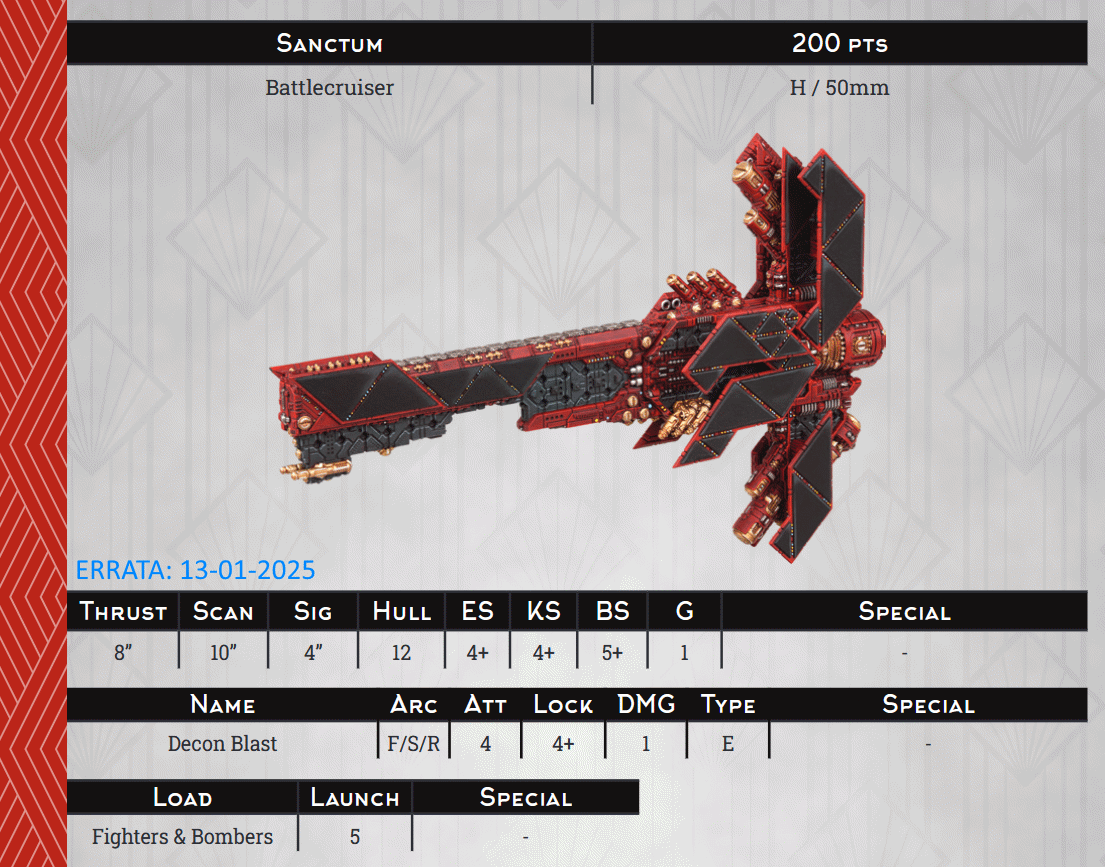 Sanctum 200 pts
Battlecruiser H / 50mm
ERRATA: 13-01-2025
Thrust Scan Sig Hull ES KS BS G Special
8” 10” 4” 12 4+ 4+ 5+ 1 -
Name Arc Att Lock DMG Type Special
Decon Blast F/S/R 4 4+ 1 E -
Load Launch Special
Fighters & Bombers 5 -